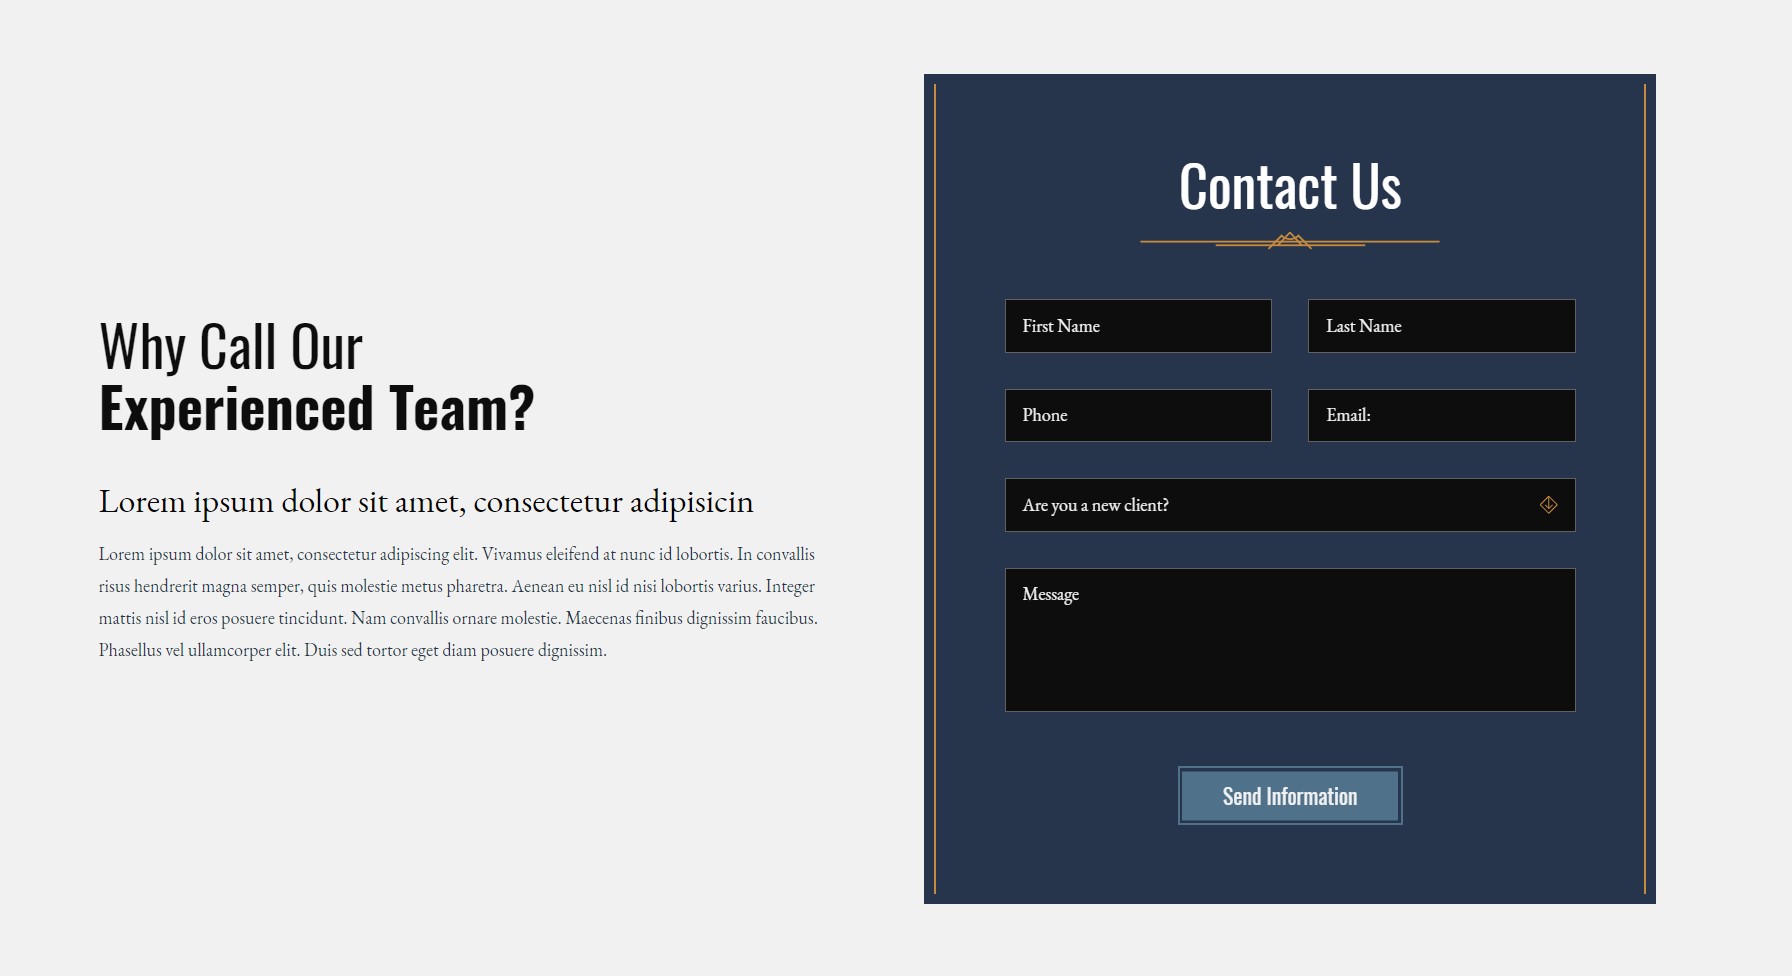 Why Call Our
Experienced Team?
Lorem ipsum dolor sit amet, consectetur adipisicin
Lorem ipsum dolor sit amet, consectetur adipiscing elit. Vivamus eleifend at nunc id lobortis. In convallis
risus hendrerit magna semper, quis molestie metus pharetra. Aenean eu nisl id nisi lobortis varius. Integer
mattis nisl id eros posuere tincidunt. Nam convallis ornare molestie. Maecenas finibus dignissim faucibus.
Phasellus vel ullamcorper elit. Duis sed tortor eget diam posuere dignissim.
Contact Us
First Name
Last Name
Phone
Email:
Are you a new client?
Message
Send Information